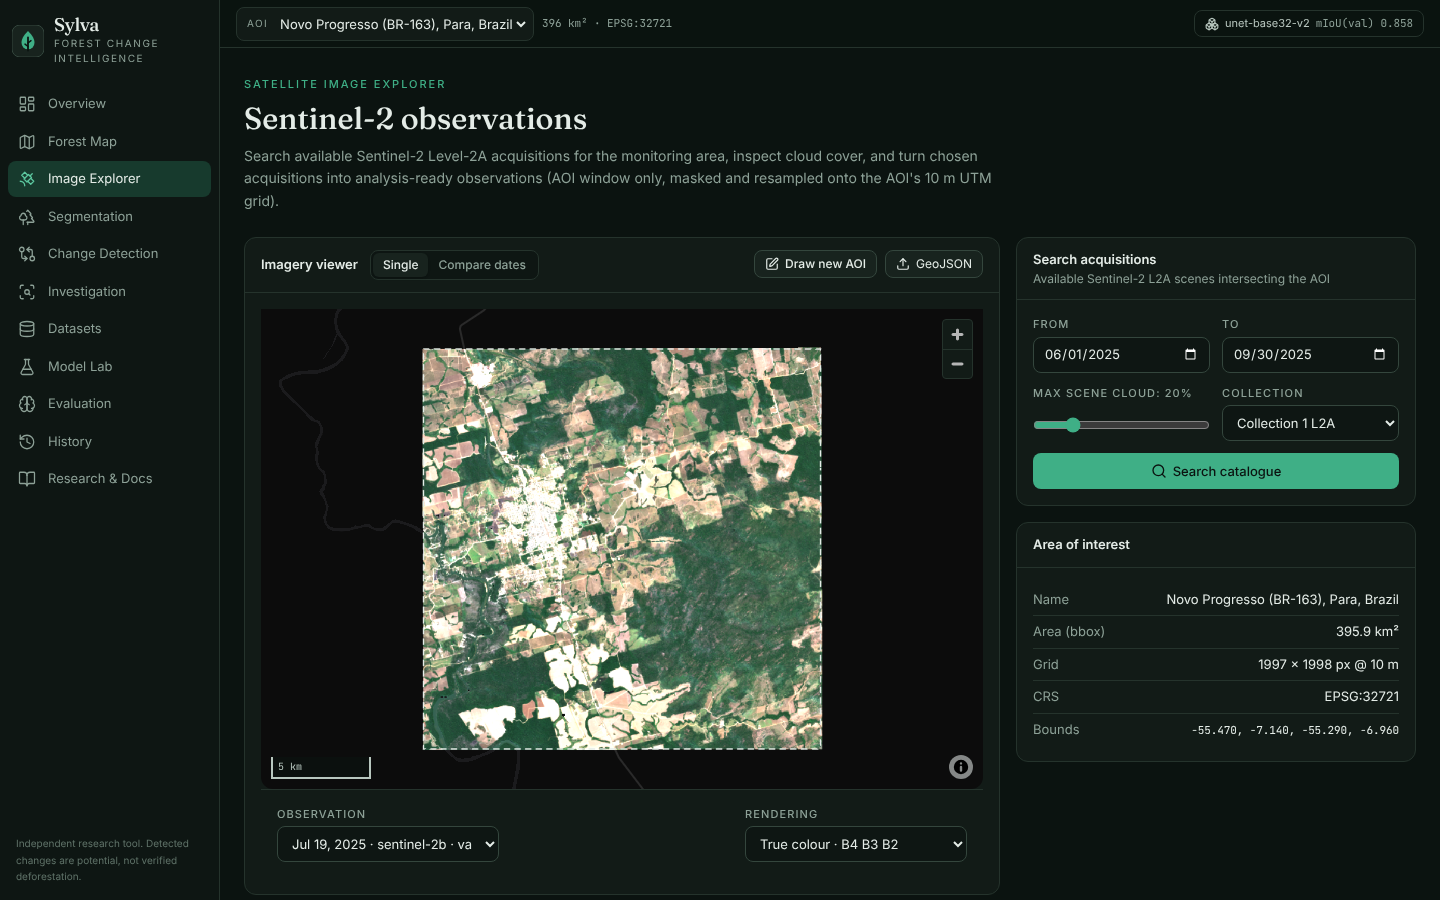 Sylva
FOREST CHANGE
INTELLIGENCE
Overview
Forest Map
Image Explorer
Segmentation
Change Detection
Investigation
Datasets
Model Lab
Evaluation
History
Research & Docs
Independent research tool. Detected
changes are potential, not verified
deforestation.
AOI Novo Progresso (BR-163), Para, Brazil 396 km² · EPSG:32721
unet-base32-v2 mIoU(val) 0.858
SATELLITE IMAGE EXPLORER
Sentinel-2 observations
Search available Sentinel-2 Level-2A acquisitions for the monitoring area, inspect cloud cover, and turn chosen
acquisitions into analysis-ready observations (AOI window only, masked and resampled onto the AOI's 10 m UTM
grid).
Imagery viewer Single Compare dates Draw new AOI GeoJSON
+
−
5 km
OBSERVATION
Jul 19, 2025 · sentinel-2b · va
RENDERING
True colour · B4 B3 B2
Search acquisitions
Available Sentinel-2 L2A scenes intersecting the AOI
FROM TO
06/01/2025 09/30/2025
MAX SCENE CLOUD: 20% COLLECTION
Collection 1 L2A
Search catalogue
Area of interest
Name Novo Progresso (BR-163), Para, Brazil
Area (bbox) 395.9 km²
Grid 1997 × 1998 px @ 10 m
CRS EPSG:32721
Bounds -55.470, -7.140, -55.290, -6.960